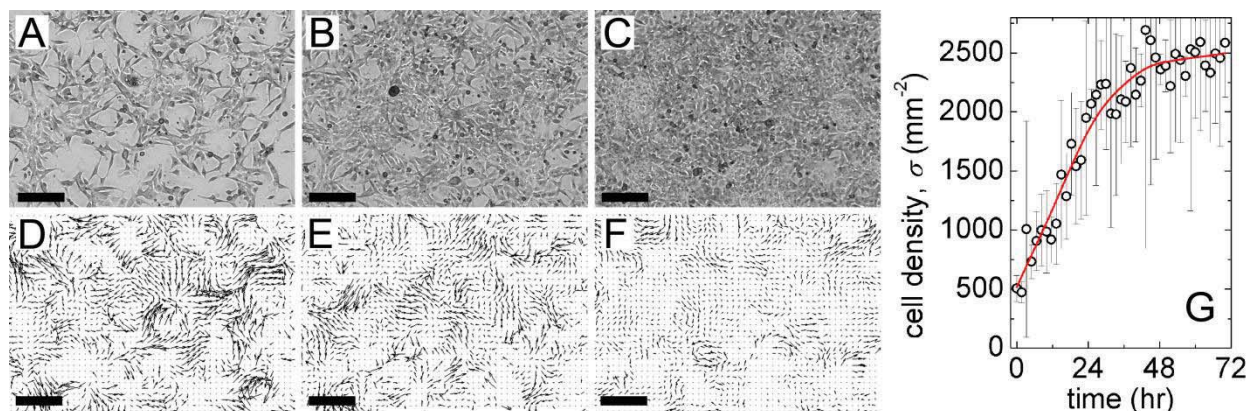 A
B
C
D
E
F
G
cell density, σ (mm⁻²)
2500
2000
1500
1000
500
0
0 24 48 72
time (hr)